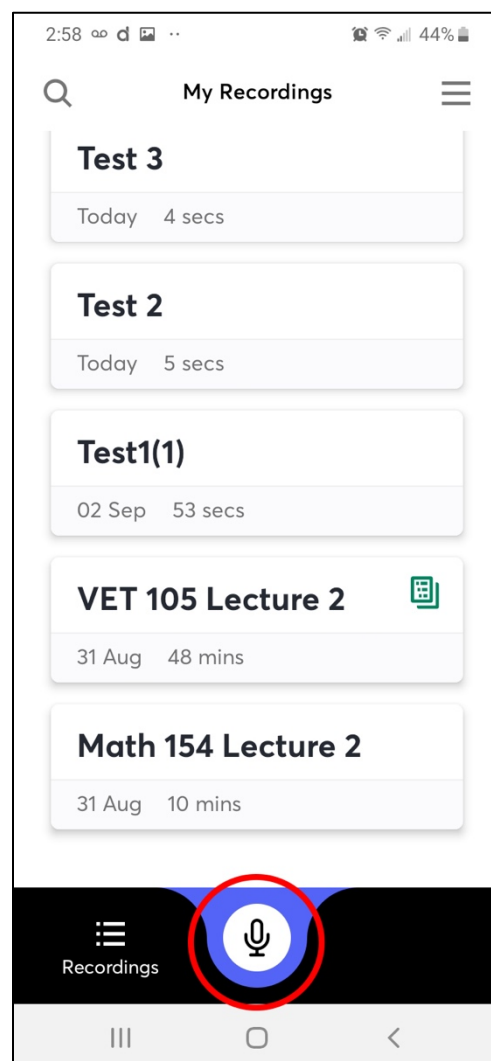 2:58 d 44%
My Recordings
Test 3
Today 4 secs
Test 2
Today 5 secs
Test1(1)
02 Sep 53 secs
VET 105 Lecture 2
31 Aug 48 mins
Math 154 Lecture 2
31 Aug 10 mins
Recordings